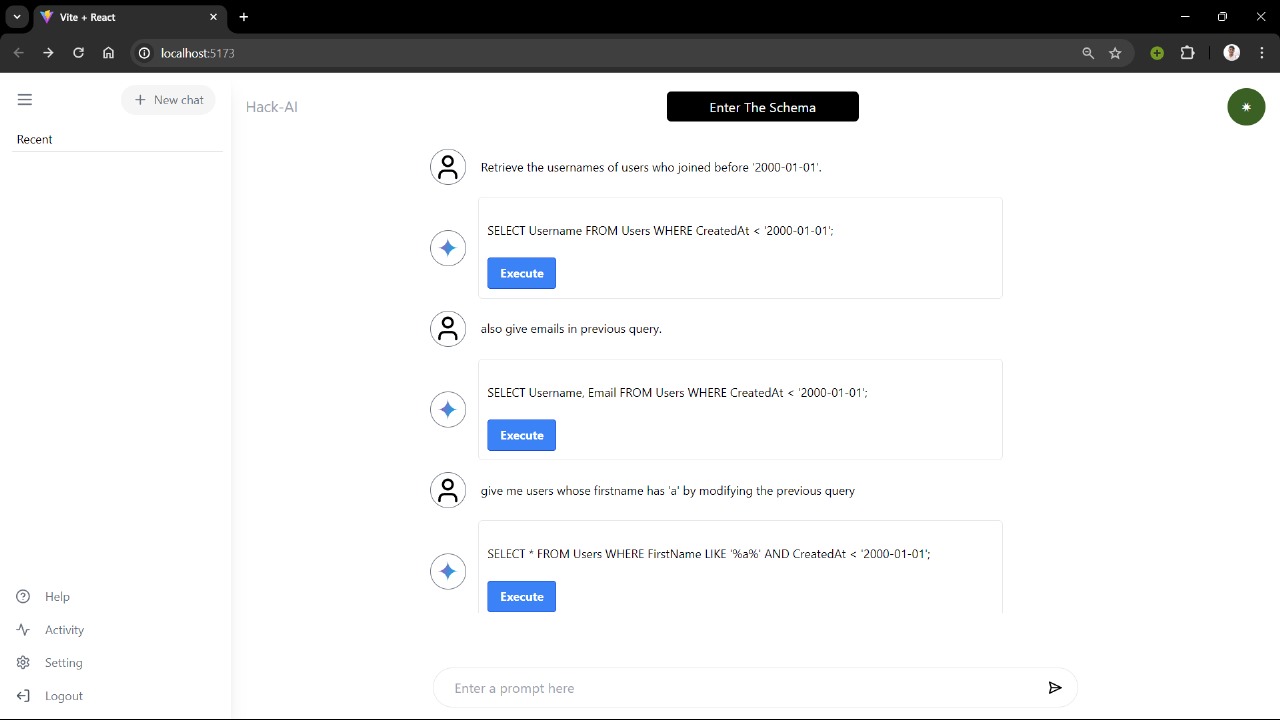 Vite + React
localhost:5173
New chat
Hack-AI
Enter The Schema
Recent
Retrieve the usernames of users who joined before '2000-01-01'.
SELECT Username FROM Users WHERE CreatedAt < '2000-01-01';
Execute
also give emails in previous query.
SELECT Username, Email FROM Users WHERE CreatedAt < '2000-01-01';
Execute
give me users whose firstname has 'a' by modifying the previous query
SELECT * FROM Users WHERE FirstName LIKE '%a%' AND CreatedAt < '2000-01-01';
Execute
Help
Activity
Setting
Logout
Enter a prompt here